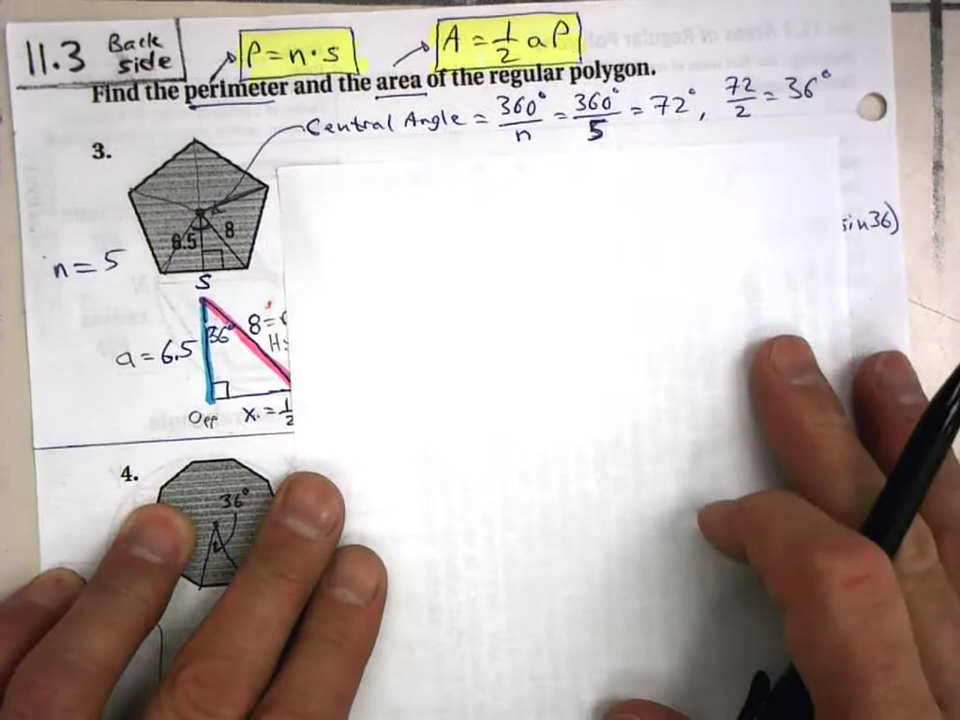 11.3 Back side
P = n · s
A = 1/2 a P
Find the perimeter and the area of the regular polygon.
Central Angle = 360°/n = 360°/5 = 72°, 72/2 = 36°
3.
6.5 8
sin36)
n = 5
s
36° 8 =
H:
a = 6.5
Opp x = 1/2
4.
36°